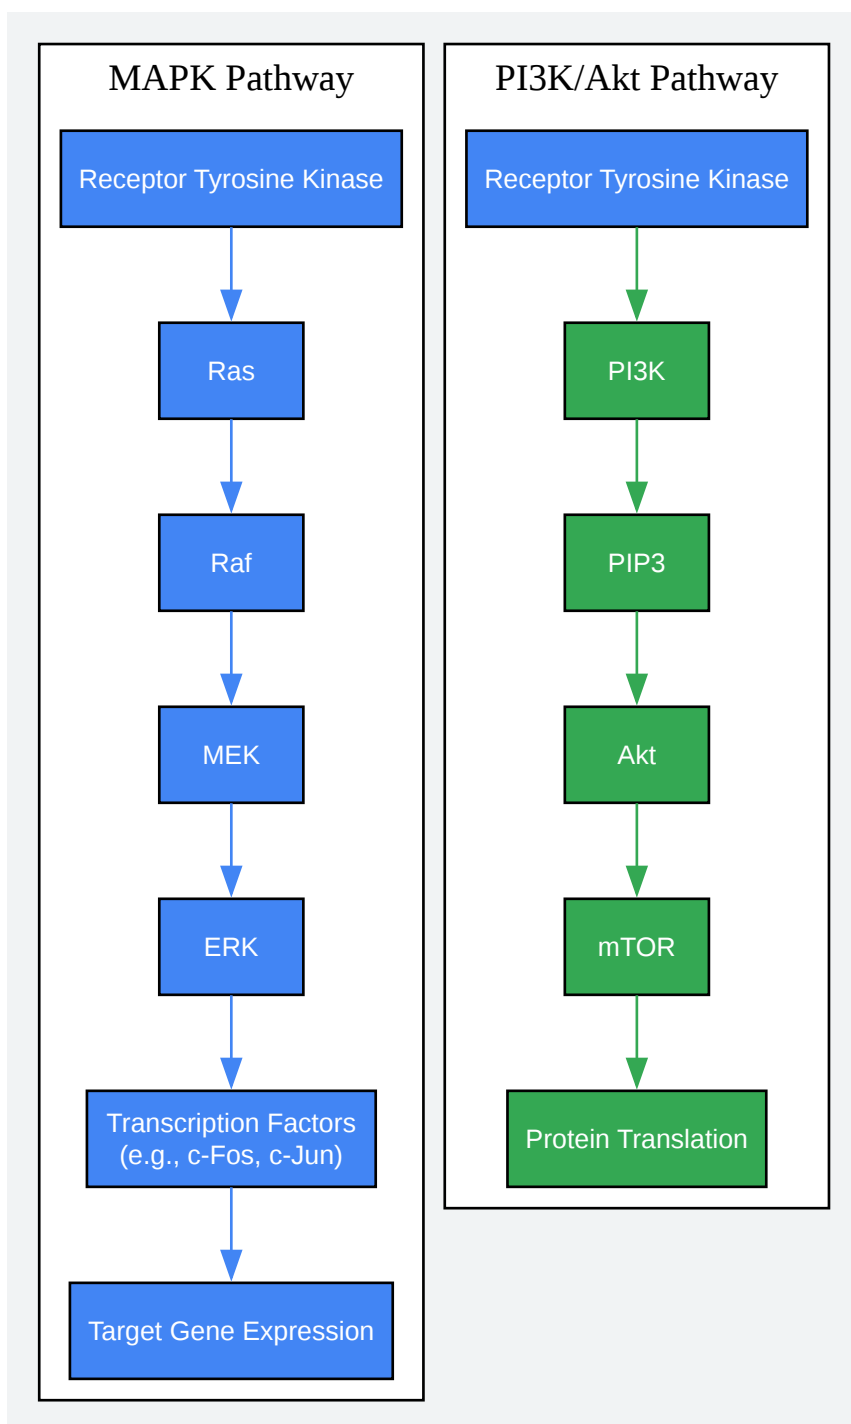 MAPK Pathway
Receptor Tyrosine Kinase
Ras
Raf
MEK
ERK
Transcription Factors
(e.g., c-Fos, c-Jun)
Target Gene Expression
PI3K/Akt Pathway
Receptor Tyrosine Kinase
PI3K
PIP3
Akt
mTOR
Protein Translation